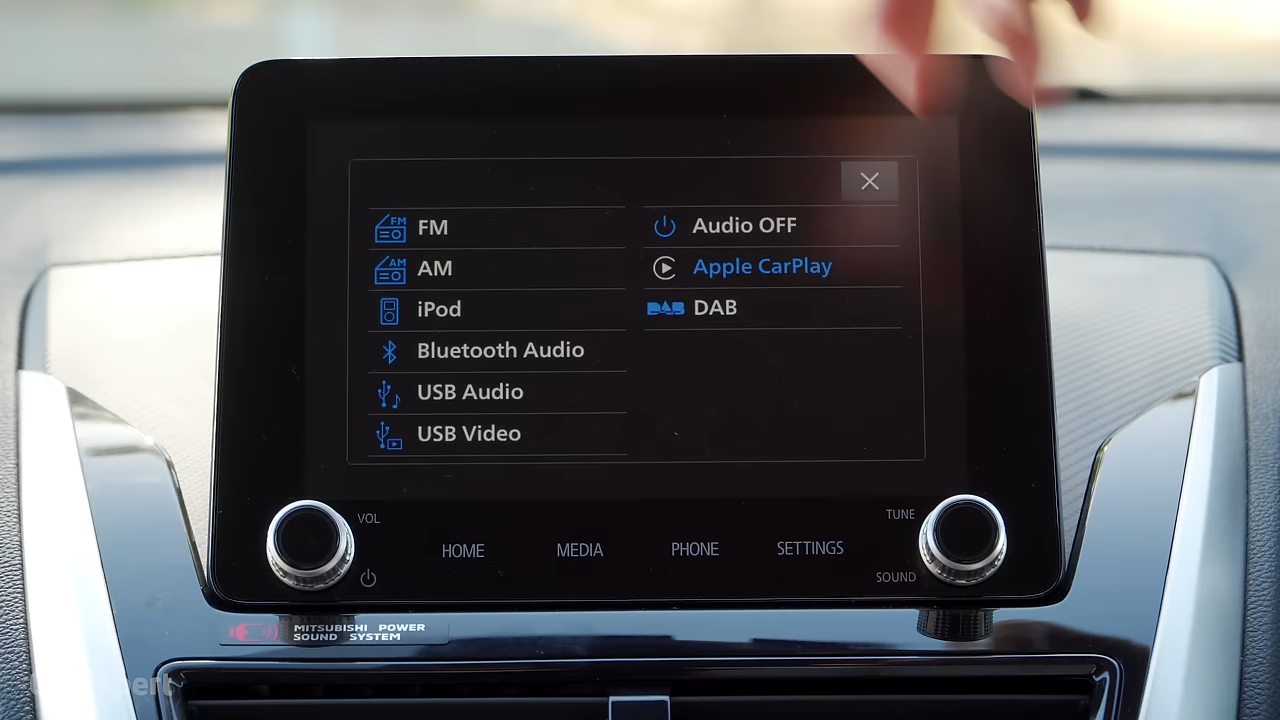 FM
AM
iPod
Bluetooth Audio
USB Audio
USB Video
Audio OFF
Apple CarPlay
DAB DAB
VOL
TUNE
HOME
MEDIA
PHONE
SETTINGS
SOUND
MITSUBISHI POWER
SOUND SYSTEM